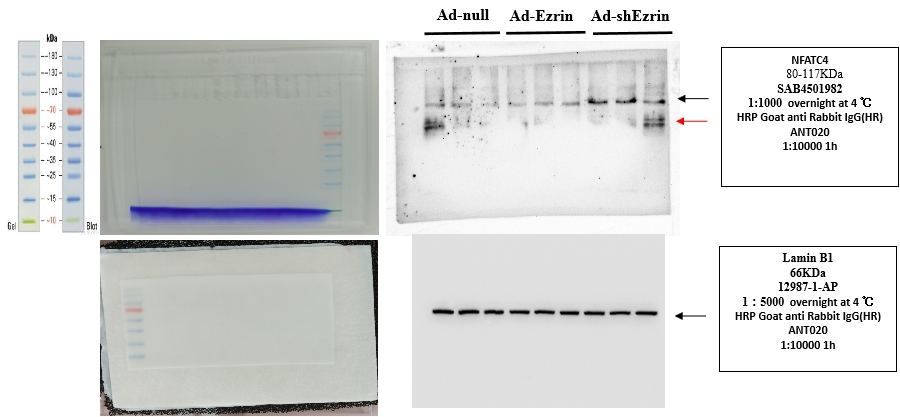 Ad-null Ad-Ezrin Ad-shEzrin
kDa
~180
~130
~100
~70
~55
~40
~35
~25
~15
~10
Gel Blot
NFATC4
80-117KDa
SAB4501982
1:1000 overnight at 4 ℃
HRP Goat anti Rabbit IgG(HR)
ANT020
1:10000 1h
Lamin B1
66KDa
12987-1-AP
1：5000 overnight at 4 ℃
HRP Goat anti Rabbit IgG(HR)
ANT020
1:10000 1h